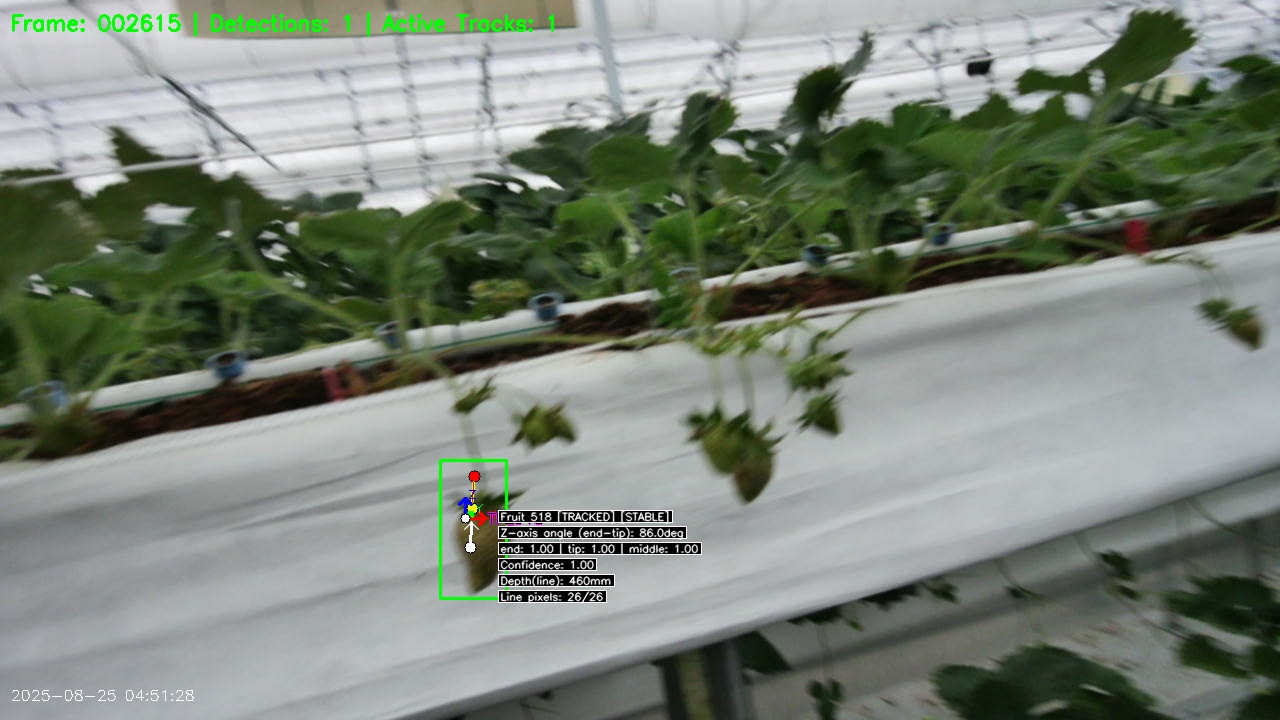 Frame: 002615 | Detections: 1 | Active Tracks: 1
Fruit 518 [TRACKED] [STABLE]
Z-axis angle (end-tip): 86.0deg
end: 1.00 | tip: 1.00 | middle: 1.00
Confidence: 1.00
Depth(line): 460mm
Line pixels: 26/26
2025-08-25 04:51:28